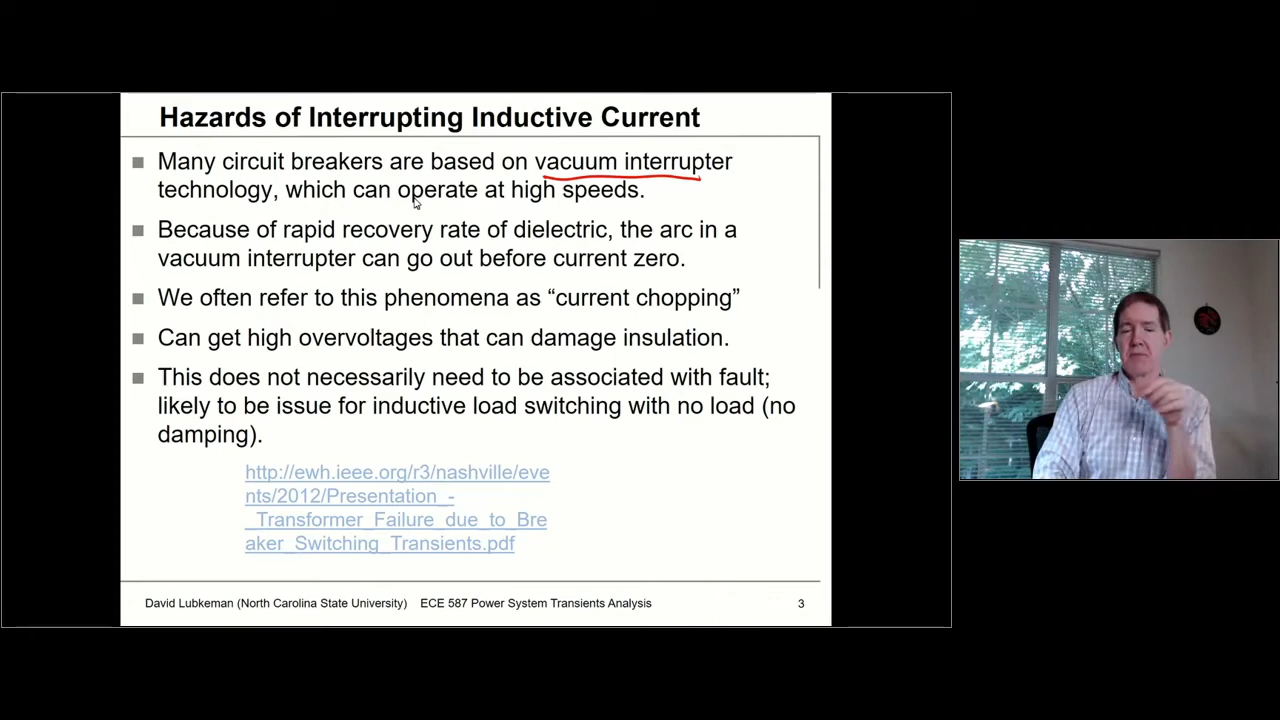 Hazards of Interrupting Inductive Current
Many circuit breakers are based on vacuum interrupter
technology, which can operate at high speeds.
Because of rapid recovery rate of dielectric, the arc in a
vacuum interrupter can go out before current zero.
We often refer to this phenomena as “current chopping”
Can get high overvoltages that can damage insulation.
This does not necessarily need to be associated with fault;
likely to be issue for inductive load switching with no load (no
damping).
http://ewh.ieee.org/r3/nashville/eve
nts/2012/Presentation_-
_Transformer_Failure_due_to_Bre
aker_Switching_Transients.pdf
David Lubkeman (North Carolina State University) ECE 587 Power System Transients Analysis 3